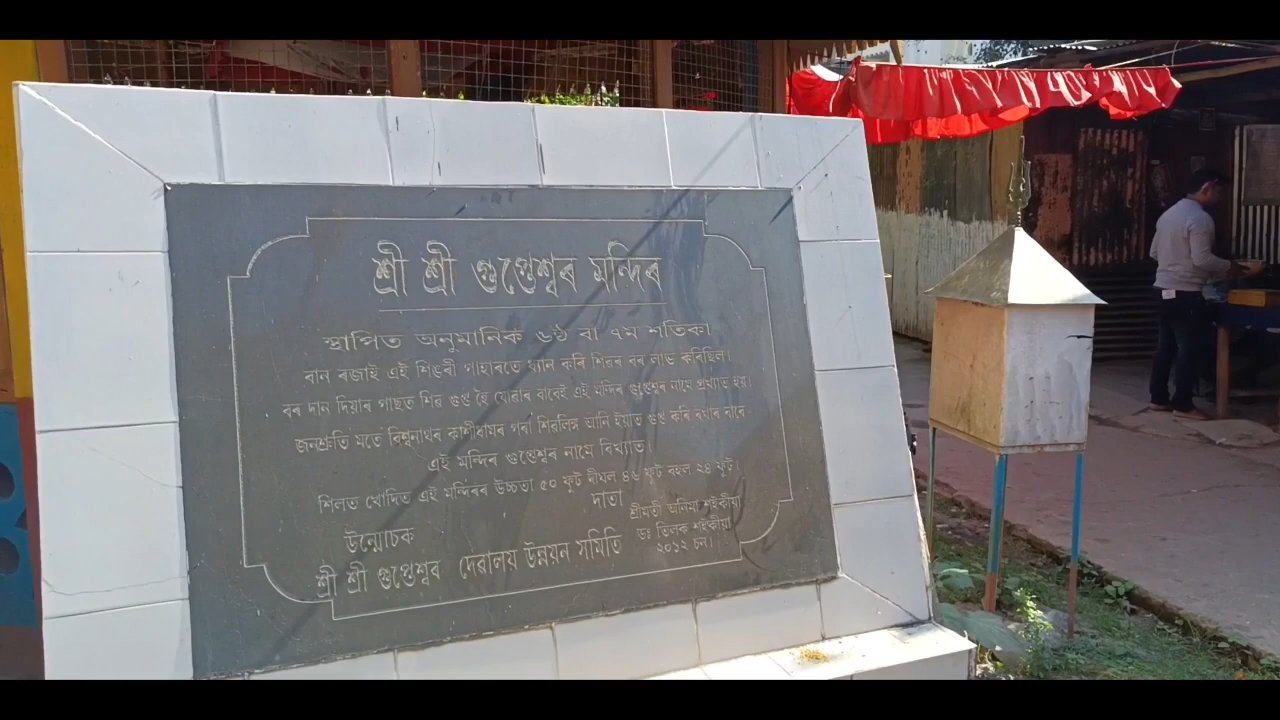 শ্ৰী শ্ৰী গুপ্তেশ্বৰ মন্দিৰ
স্থাপিত অনুমানিক ৬ষ্ঠ বা ৭ম শতিকা
বান ৰজাই এই শিঙৰী পাহাৰতে ধ্যান কৰি শিৱৰ বৰ লাভ কৰিছিল।
বৰ দান দিয়াৰ পাছত শিৱ গুপ্ত হৈ যোৱাৰ বাবেই এই মন্দিৰ গুপ্তেশ্বৰ নামে প্ৰখ্যাত হয়।
জনশ্ৰুতি মতে বিশ্বনাথৰ কাশীধামৰ পৰা শিৱলিঙ্গ আনি ইয়াত গুপ্ত কৰি ৰখাৰ বাবে
এই মন্দিৰ গুপ্তেশ্বৰ নামে বিখ্যাত।
শিলত খোদিত এই মন্দিৰৰ উচ্চতা ৫০ ফুট দীঘল ৪৬ ফুট বহল ২৪ ফুট।
দাতা
শ্ৰীমতী অনিমা শইকীয়া
উন্মোচক
ডঃ তিলক শইকীয়া
শ্ৰী শ্ৰী গুপ্তেশ্বৰ দেৱালয় উন্নয়ন সমিতি
২০১২ চন।